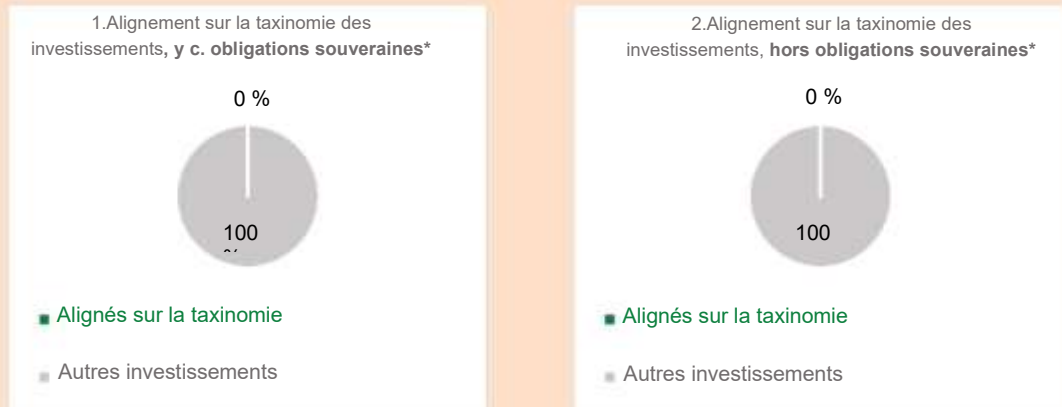 1.Alignement sur la taxinomie des
investissements, y c. obligations souveraines*
0 %
100
%
Alignés sur la taxinomie
Autres investissements
2.Alignement sur la taxinomie des
investissements, hors obligations souveraines*
0 %
100
Alignés sur la taxinomie
Autres investissements